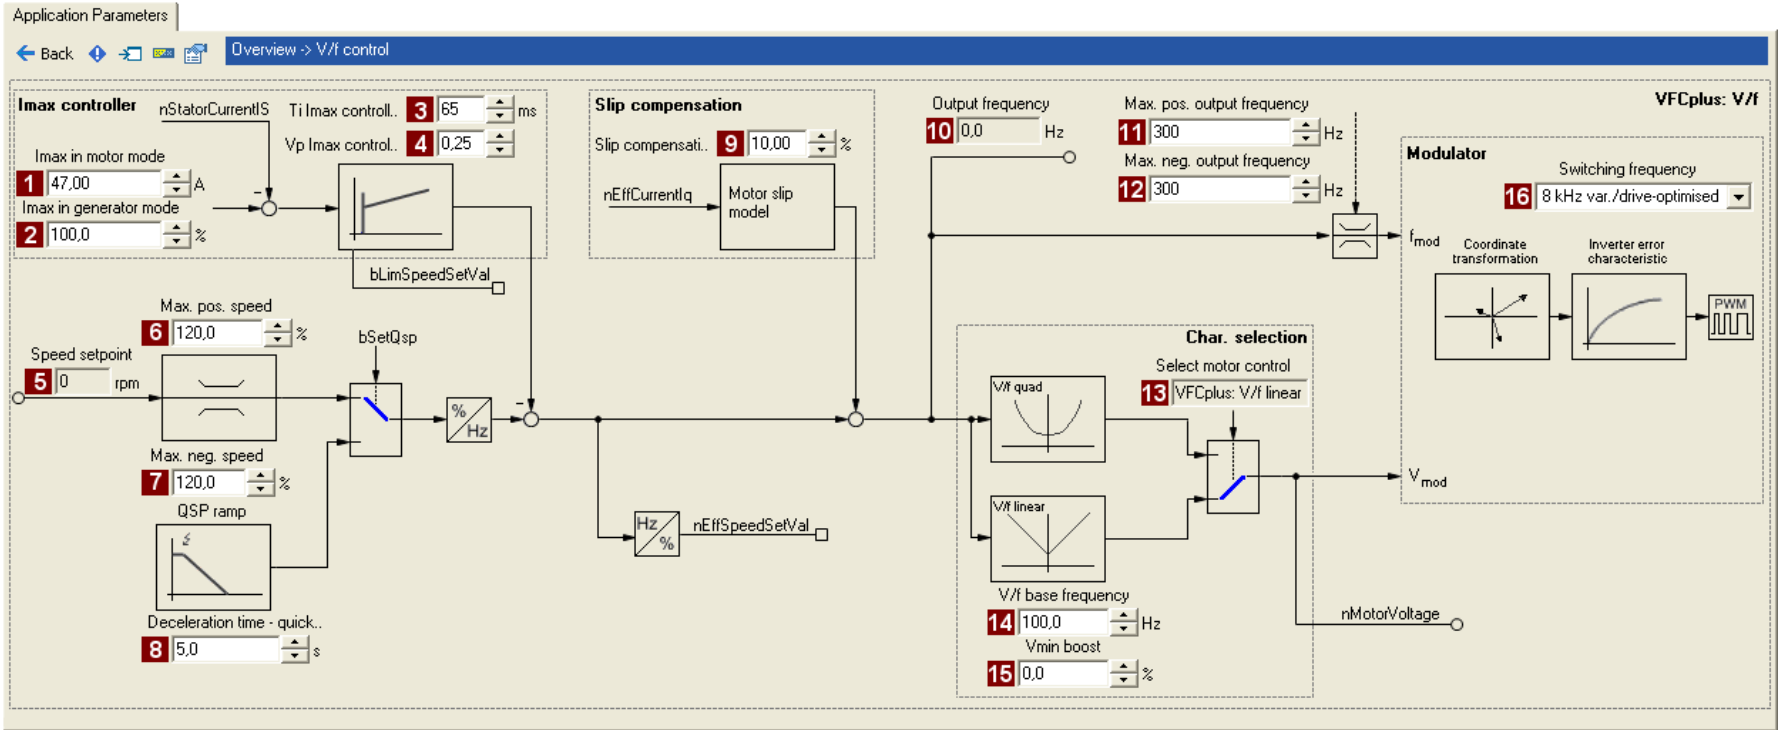 Application Parameters
Back
Overview -> V/f control
VFCplus: V/f
Imax controller
nStatorCurrentIS
Ti Imax controll..
3
65
ms
Vp Imax control..
4
0,25
Imax in motor mode
1
47,00
A
Imax in generator mode
2
100,0
%
-
bLimSpeedSetVal
Slip compensation
Slip compensati..
9
10,00
%
nEffCurrentIq
Motor slip
model
Output frequency
10
0,0
Hz
Max. pos. output frequency
11
300
Hz
Max. neg. output frequency
12
300
Hz
Modulator
Switching frequency
16
8 kHz var./drive-optimised
fmod
Coordinate
transformation
Inverter error
characteristic
PWM
Vmod
Max. pos. speed
6
120,0
%
Speed setpoint
5
0
rpm
bSetQsp
%
Hz
-
Max. neg. speed
7
120,0
%
QSP ramp
Deceleration time - quick..
8
5,0
s
Hz
%
nEffSpeedSetVal
Char. selection
Select motor control
13
VFCplus: V/f linear
V/f quad
V/f linear
V/f base frequency
14
100,0
Hz
Vmin boost
15
0,0
%
nMotorVoltage